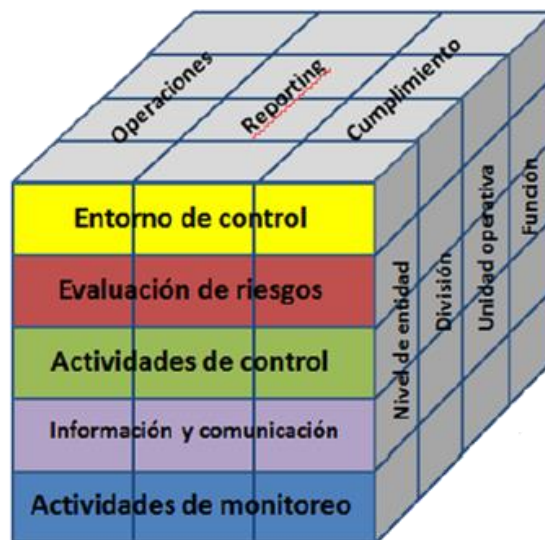 Operaciones
Reporting
Cumplimiento
Entorno de control
Evaluación de riesgos
Actividades de control
Información y comunicación
Actividades de monitoreo
Nivel de entidad
División
Unidad operativa
Función